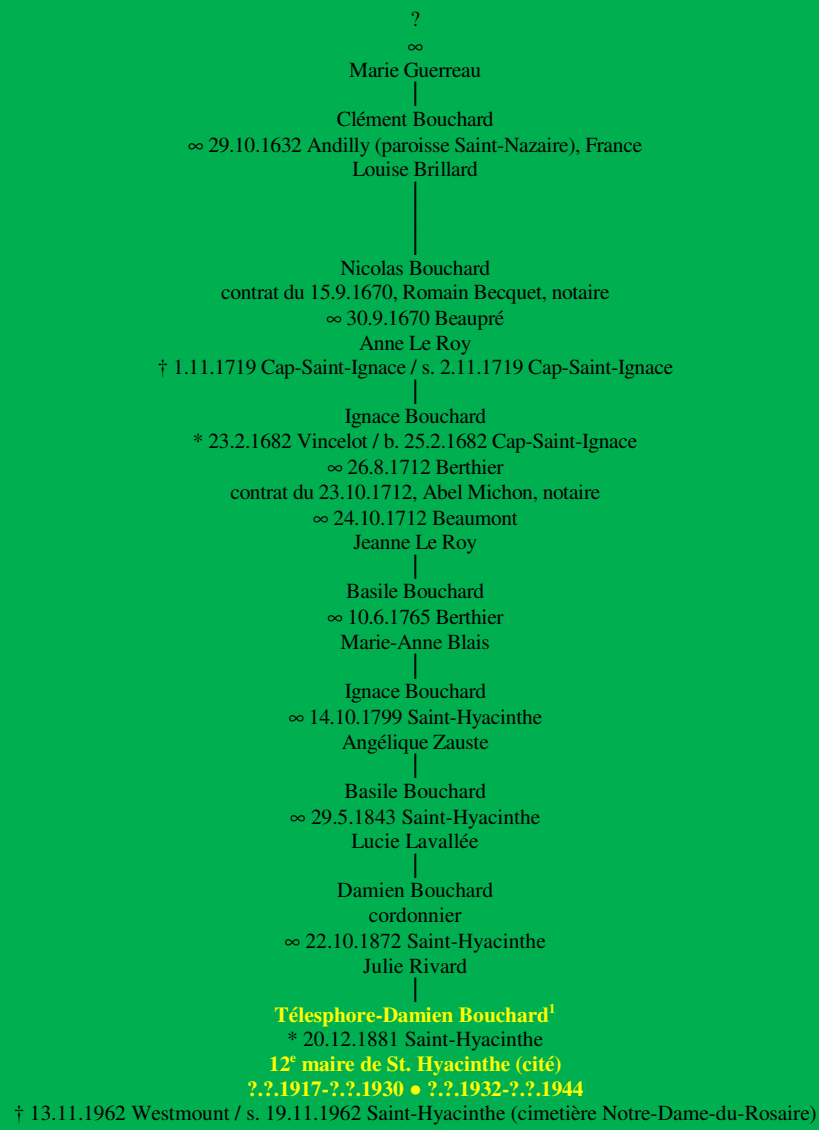 ?
∞
Marie Guerreau
Clément Bouchard
∞ 29.10.1632 Andilly (paroisse Saint-Nazaire), France
Louise Brillard
Nicolas Bouchard
contrat du 15.9.1670, Romain Becquet, notaire
∞ 30.9.1670 Beaupré
Anne Le Roy
† 1.11.1719 Cap-Saint-Ignace / s. 2.11.1719 Cap-Saint-Ignace
Ignace Bouchard
* 23.2.1682 Vincelot / b. 25.2.1682 Cap-Saint-Ignace
∞ 26.8.1712 Berthier
contrat du 23.10.1712, Abel Michon, notaire
∞ 24.10.1712 Beaumont
Jeanne Le Roy
Basile Bouchard
∞ 10.6.1765 Berthier
Marie-Anne Blais
Ignace Bouchard
∞ 14.10.1799 Saint-Hyacinthe
Angélique Zauste
Basile Bouchard
∞ 29.5.1843 Saint-Hyacinthe
Lucie Lavallée
Damien Bouchard
cordonnier
∞ 22.10.1872 Saint-Hyacinthe
Julie Rivard
Télesphore-Damien Bouchard¹
* 20.12.1881 Saint-Hyacinthe
12ᵉ maire de St. Hyacinthe (cité)
?.?.1917-?.?.1930 ● ?.?.1932-?.?.1944
† 13.11.1962 Westmount / s. 19.11.1962 Saint-Hyacinthe (cimetière Notre-Dame-du-Rosaire)